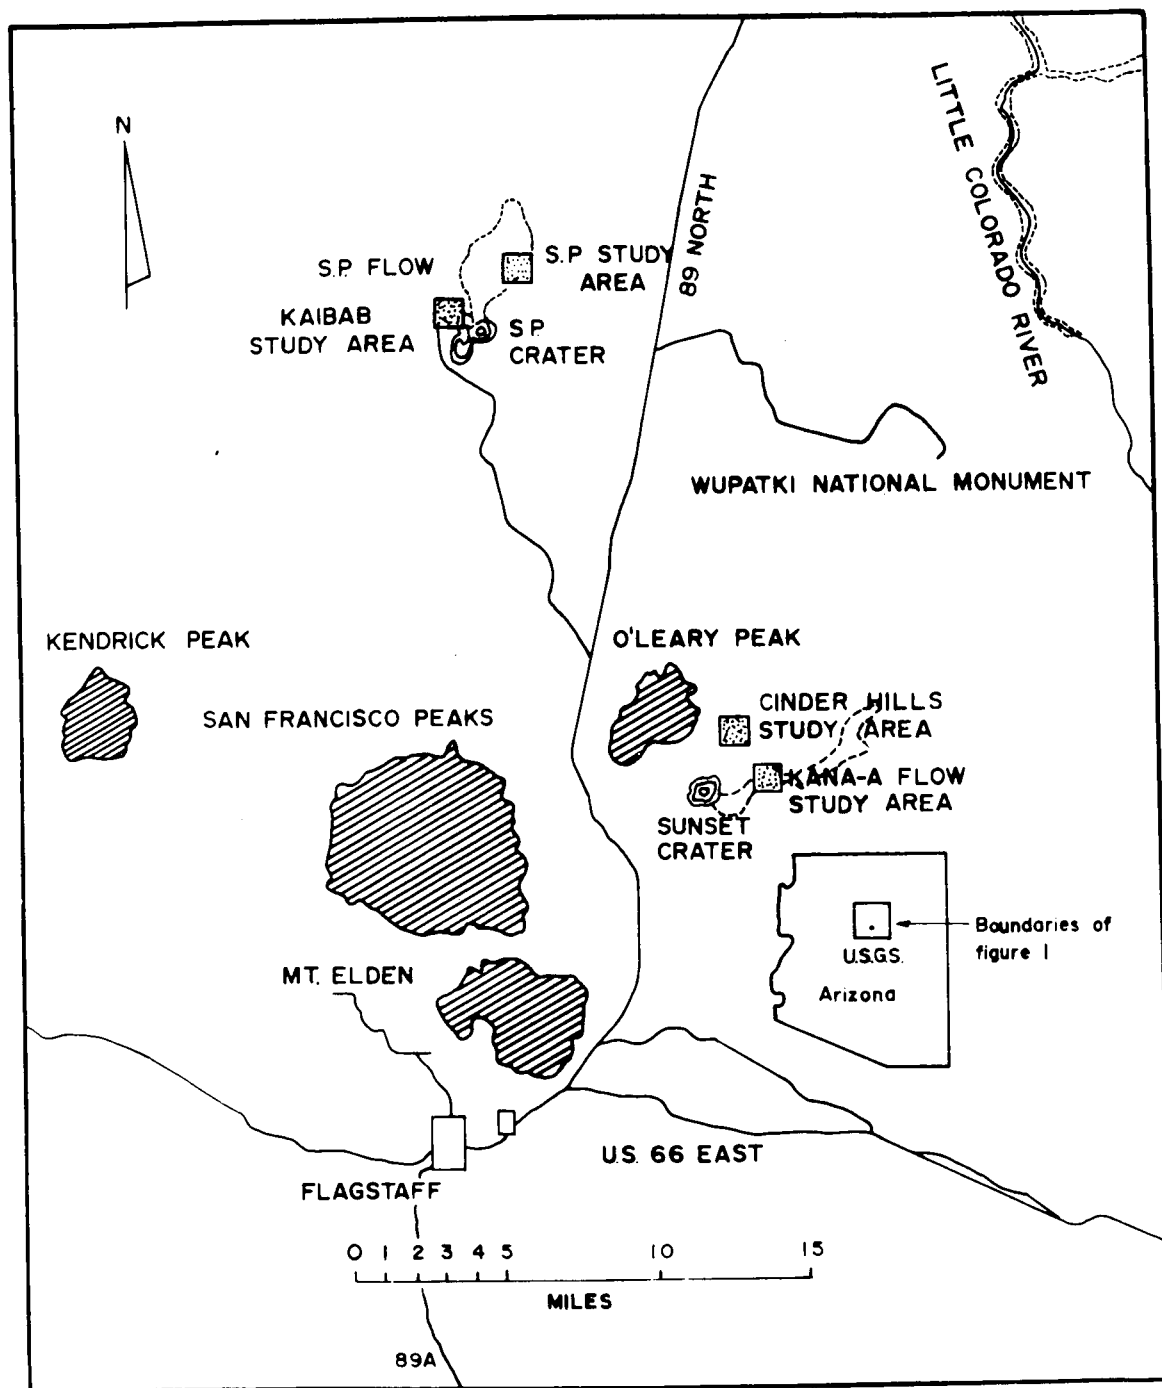 N
LITTLE COLORADO RIVER
89 NORTH
S.P. FLOW
S.P STUDY
AREA
KAIBAB
STUDY AREA
S.P.
CRATER
WUPATKI NATIONAL MONUMENT
KENDRICK PEAK
O'LEARY PEAK
SAN FRANCISCO PEAKS
CINDER HILLS
STUDY AREA
KANA-A FLOW
STUDY AREA
SUNSET
CRATER
Boundaries of
figure 1
U.S.G.S.
Arizona
MT. ELDEN
U.S. 66 EAST
FLAGSTAFF
0 1 2 3 4 5 10 15
MILES
89A